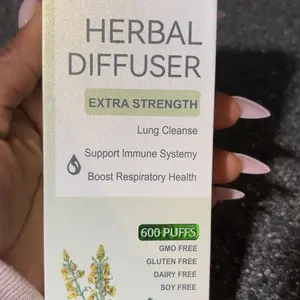 HERBAL
DIFFUSER
EXTRA STRENGTH
Lung Cleanse
Support Immune Systemy
Boost Respiratory Health
600 PUFFS
GMO FREE
GLUTEN FREE
DAIRY FREE
SOY FREE